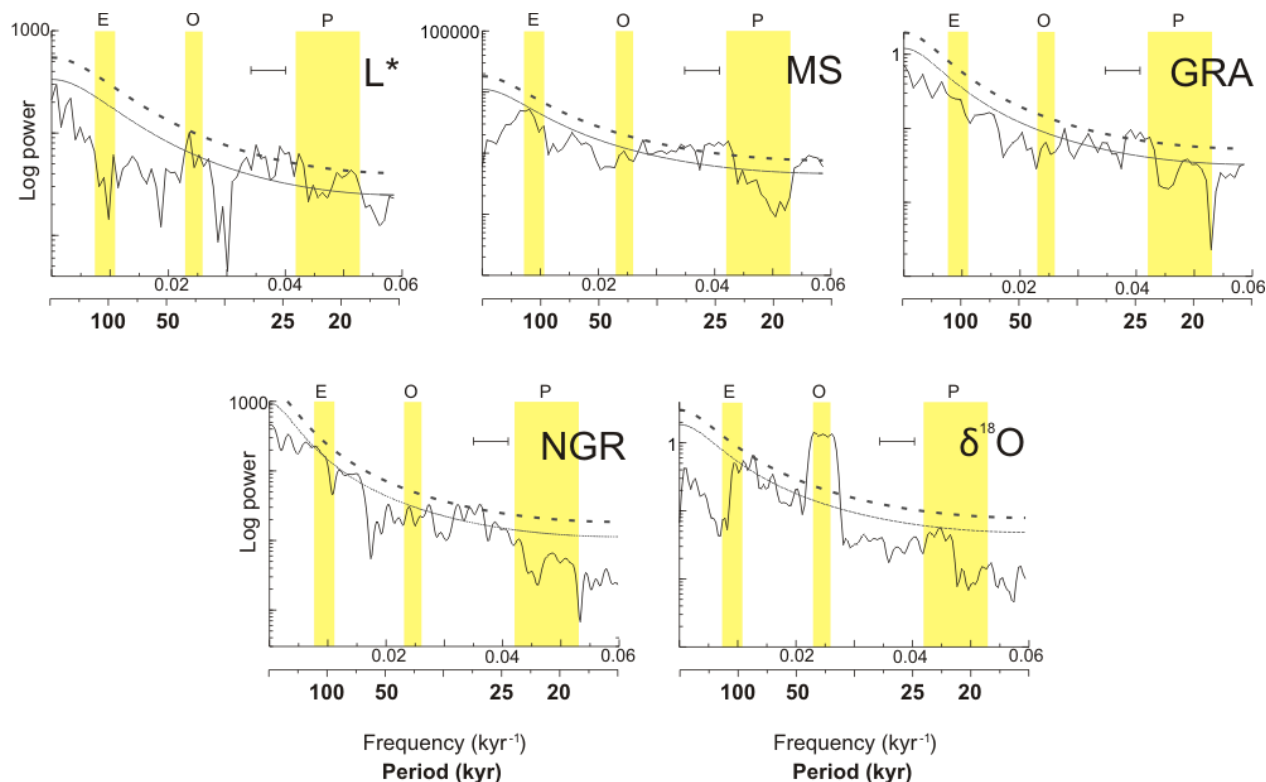 E O P
1000
L*
Log power
0.02 0.04 0.06
100 50 25 20
E O P
100000
MS
0.02 0.04 0.06
100 50 25 20
E O P
1
GRA
0.02 0.04 0.06
100 50 25 20
E O P
1000
NGR
Log power
0.02 0.04 0.06
100 50 25 20
Frequency (kyr⁻¹)
Period (kyr)
E O P
1
δ¹⁸O
0.02 0.04 0.06
100 50 25 20
Frequency (kyr⁻¹)
Period (kyr)